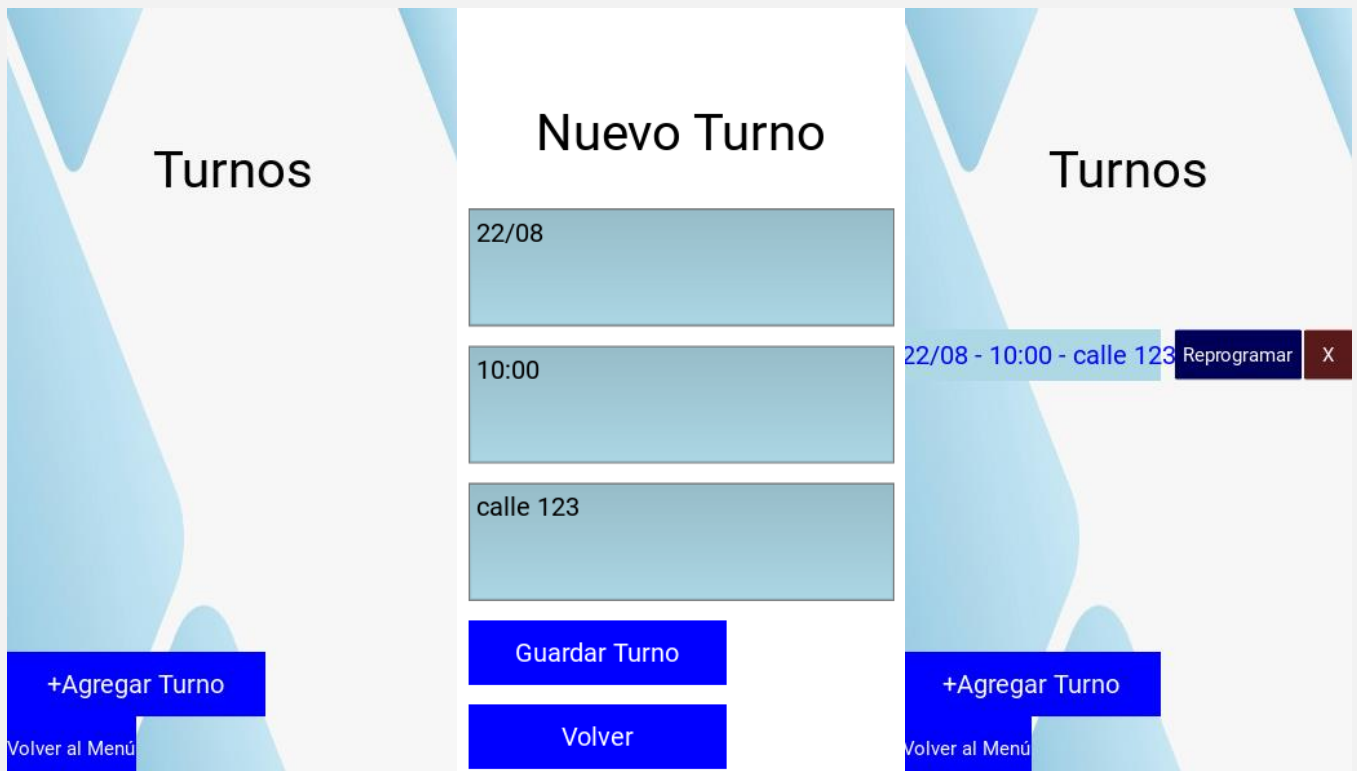 Turnos
+Agregar Turno
Volver al Menú
Nuevo Turno
22/08
10:00
calle 123
Guardar Turno
Volver
Turnos
22/08 - 10:00 - calle 123 Reprogramar X
+Agregar Turno
Volver al Menú